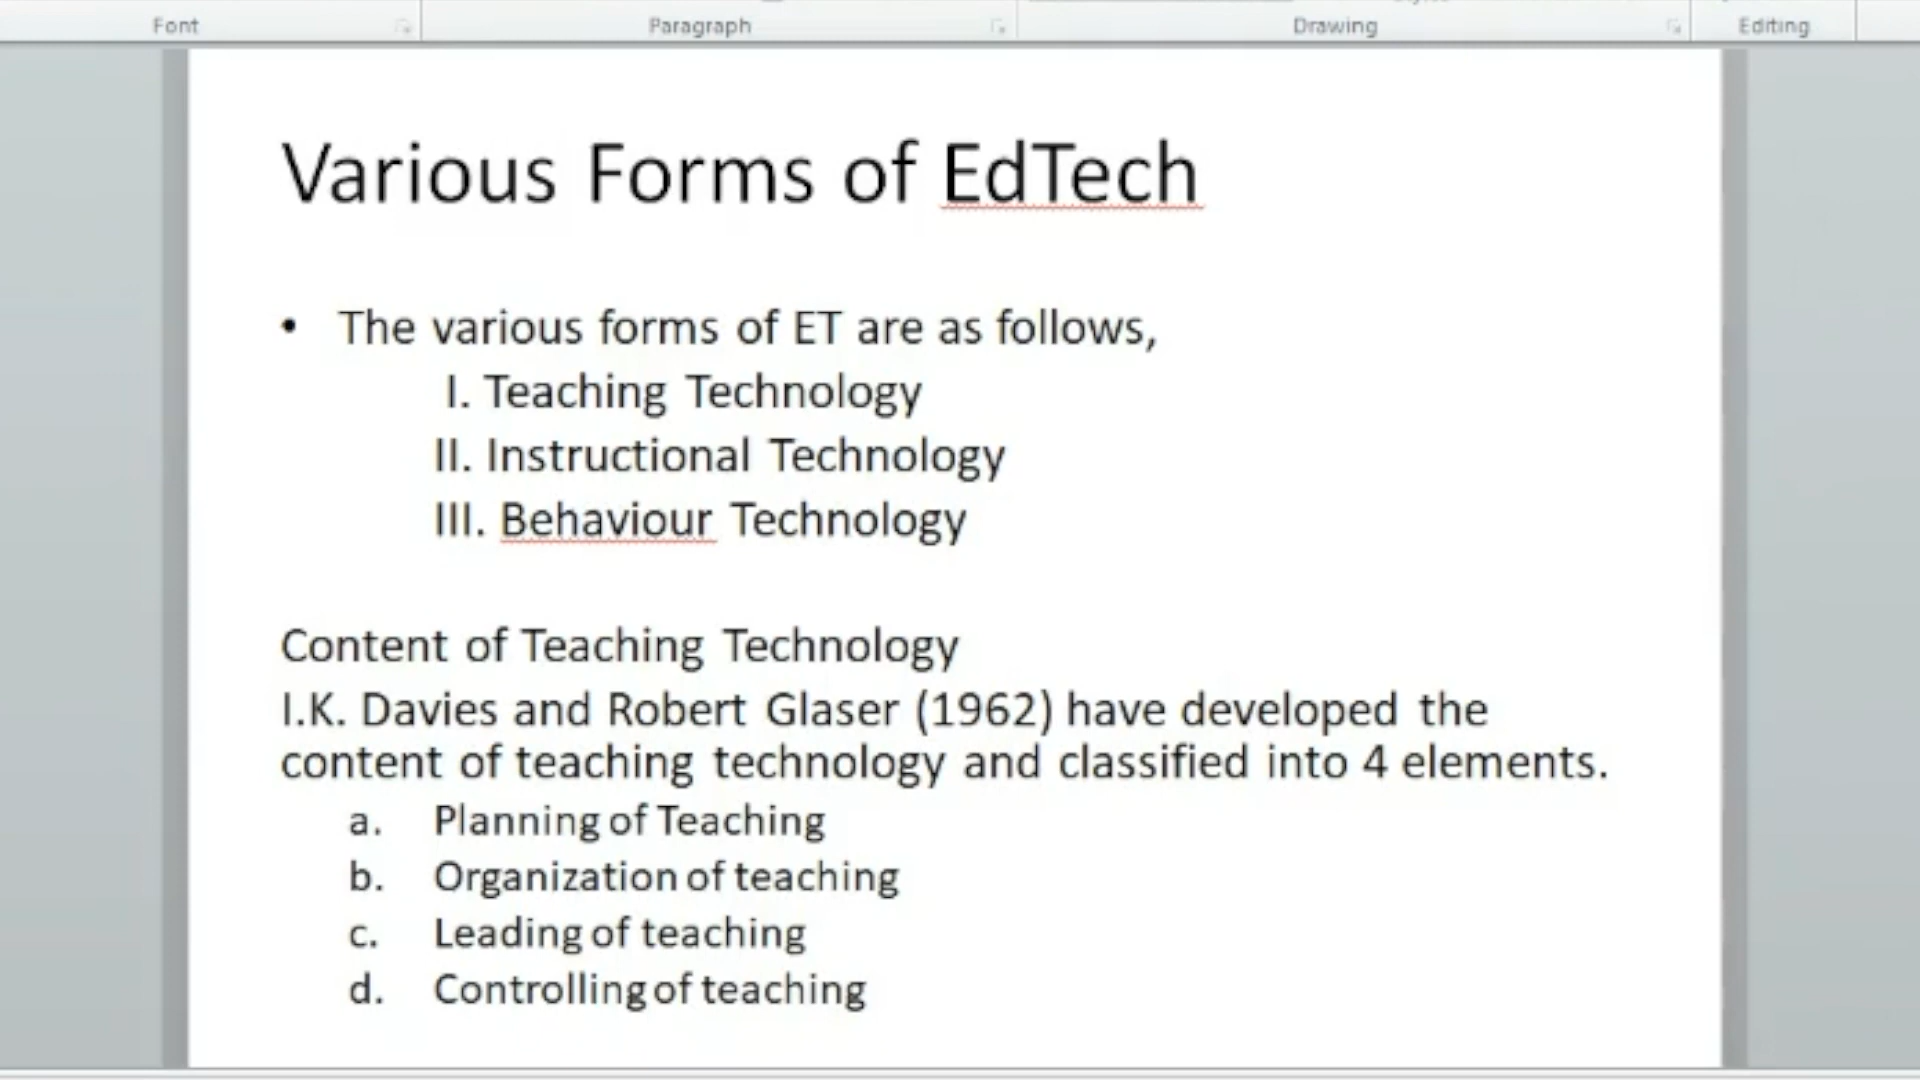 Font Paragraph Drawing Editing
Various Forms of EdTech
• The various forms of ET are as follows,
I. Teaching Technology
II. Instructional Technology
III. Behaviour Technology
Content of Teaching Technology
I.K. Davies and Robert Glaser (1962) have developed the
content of teaching technology and classified into 4 elements.
a. Planning of Teaching
b. Organization of teaching
c. Leading of teaching
d. Controlling of teaching